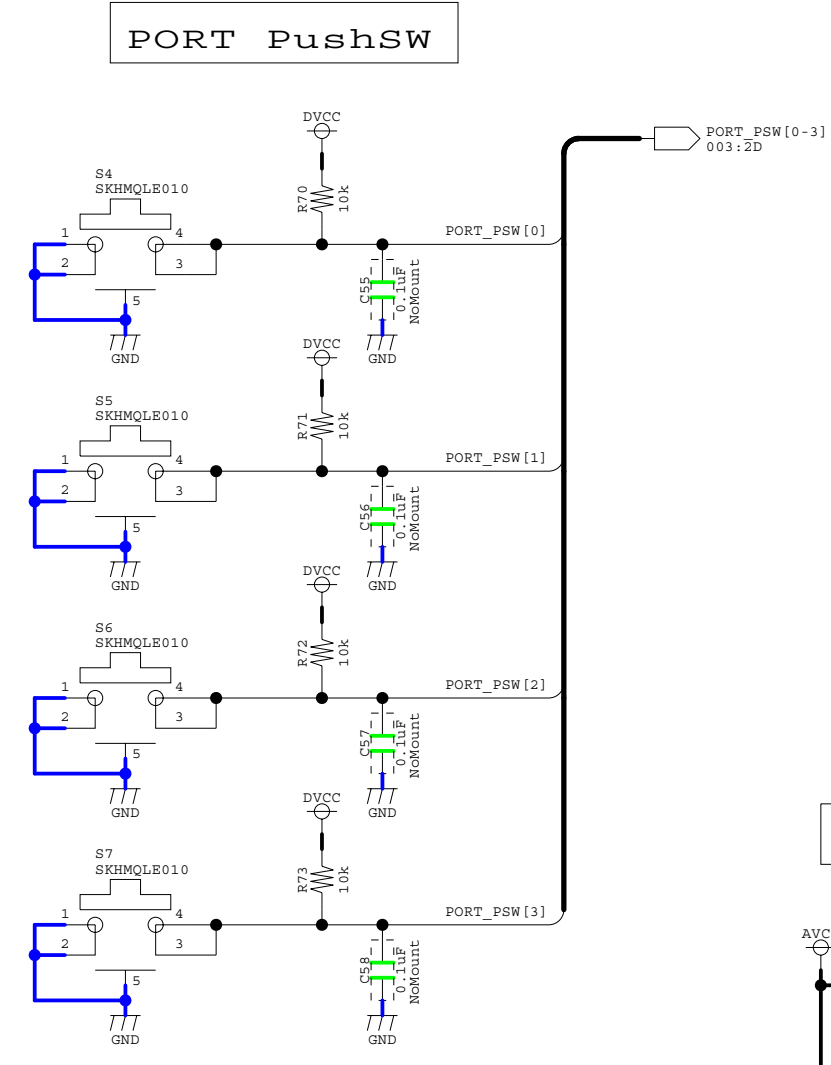 PORT PushSW
DVCC
PORT_PSW[0-3]
003:2D
S4
SKHMQLE010
R70
10k
1
4
PORT_PSW[0]
2
3
C55
0.1uF
NoMount
5
GND
GND
DVCC
S5
SKHMQLE010
R71
10k
1
4
PORT_PSW[1]
2
3
C56
0.1uF
NoMount
5
GND
GND
DVCC
S6
SKHMQLE010
R72
10k
1
4
PORT_PSW[2]
2
3
C57
0.1uF
NoMount
5
GND
GND
DVCC
S7
SKHMQLE010
R73
10k
1
4
PORT_PSW[3]
2
3
AVC
C58
0.1uF
NoMount
5
GND
GND